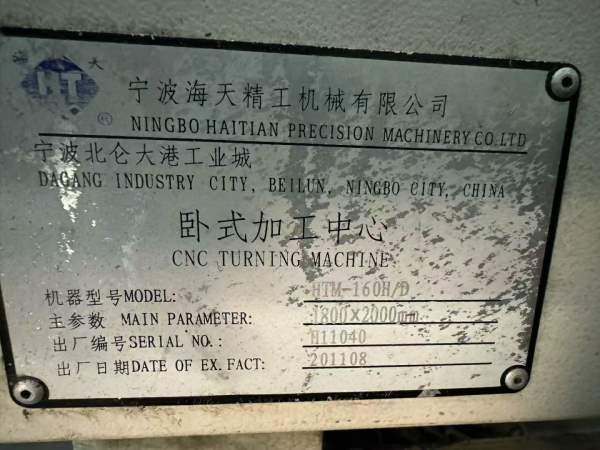 海天
HT
宁波海天精工机械有限公司
NINGBO HAITIAN PRECISION MACHINERY CO.LTD
宁波北仑大港工业城
DAGANG INDUSTRY CITY, BEILUN, NINGBO CITY, CHINA
卧式加工中心
CNC TURNING MACHINE
机器型号MODEL: HTM-160H/D
主参数 MAIN PARAMETER: 1800×2000mm
出厂编号SERIAL NO.: H11040
出厂日期DATE OF EX.FACT: 201108